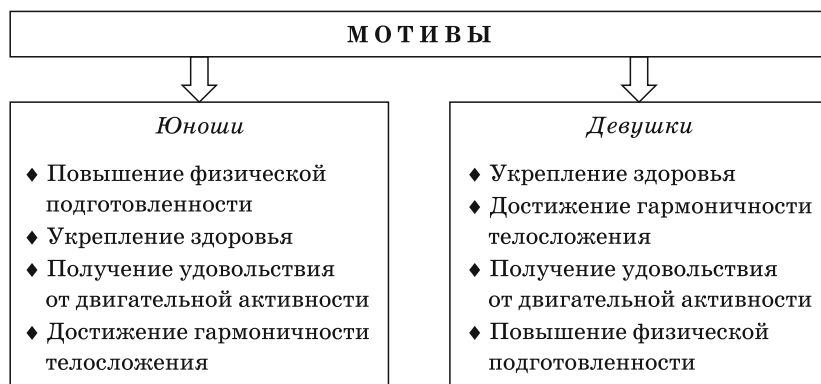 МОТИВЫ
Юноши
♦ Повышение физической
подготовленности
♦ Укрепление здоровья
♦ Получение удовольствия
от двигательной активности
♦ Достижение гармоничности
телосложения
Девушки
♦ Укрепление здоровья
♦ Достижение гармоничности
телосложения
♦ Получение удовольствия
от двигательной активности
♦ Повышение физической
подготовленности